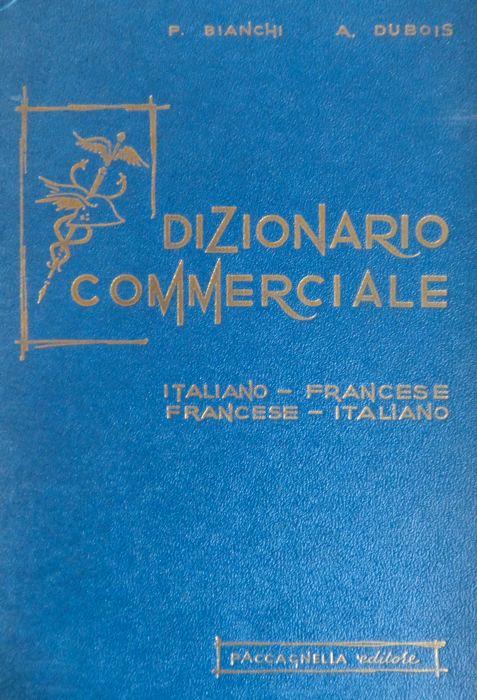 P. BIANCHI A. DUBOIS
DIZIONARIO
COMMERCIALE
ITALIANO - FRANCESE
FRANCESE - ITALIANO
FACCAGNELLA editore